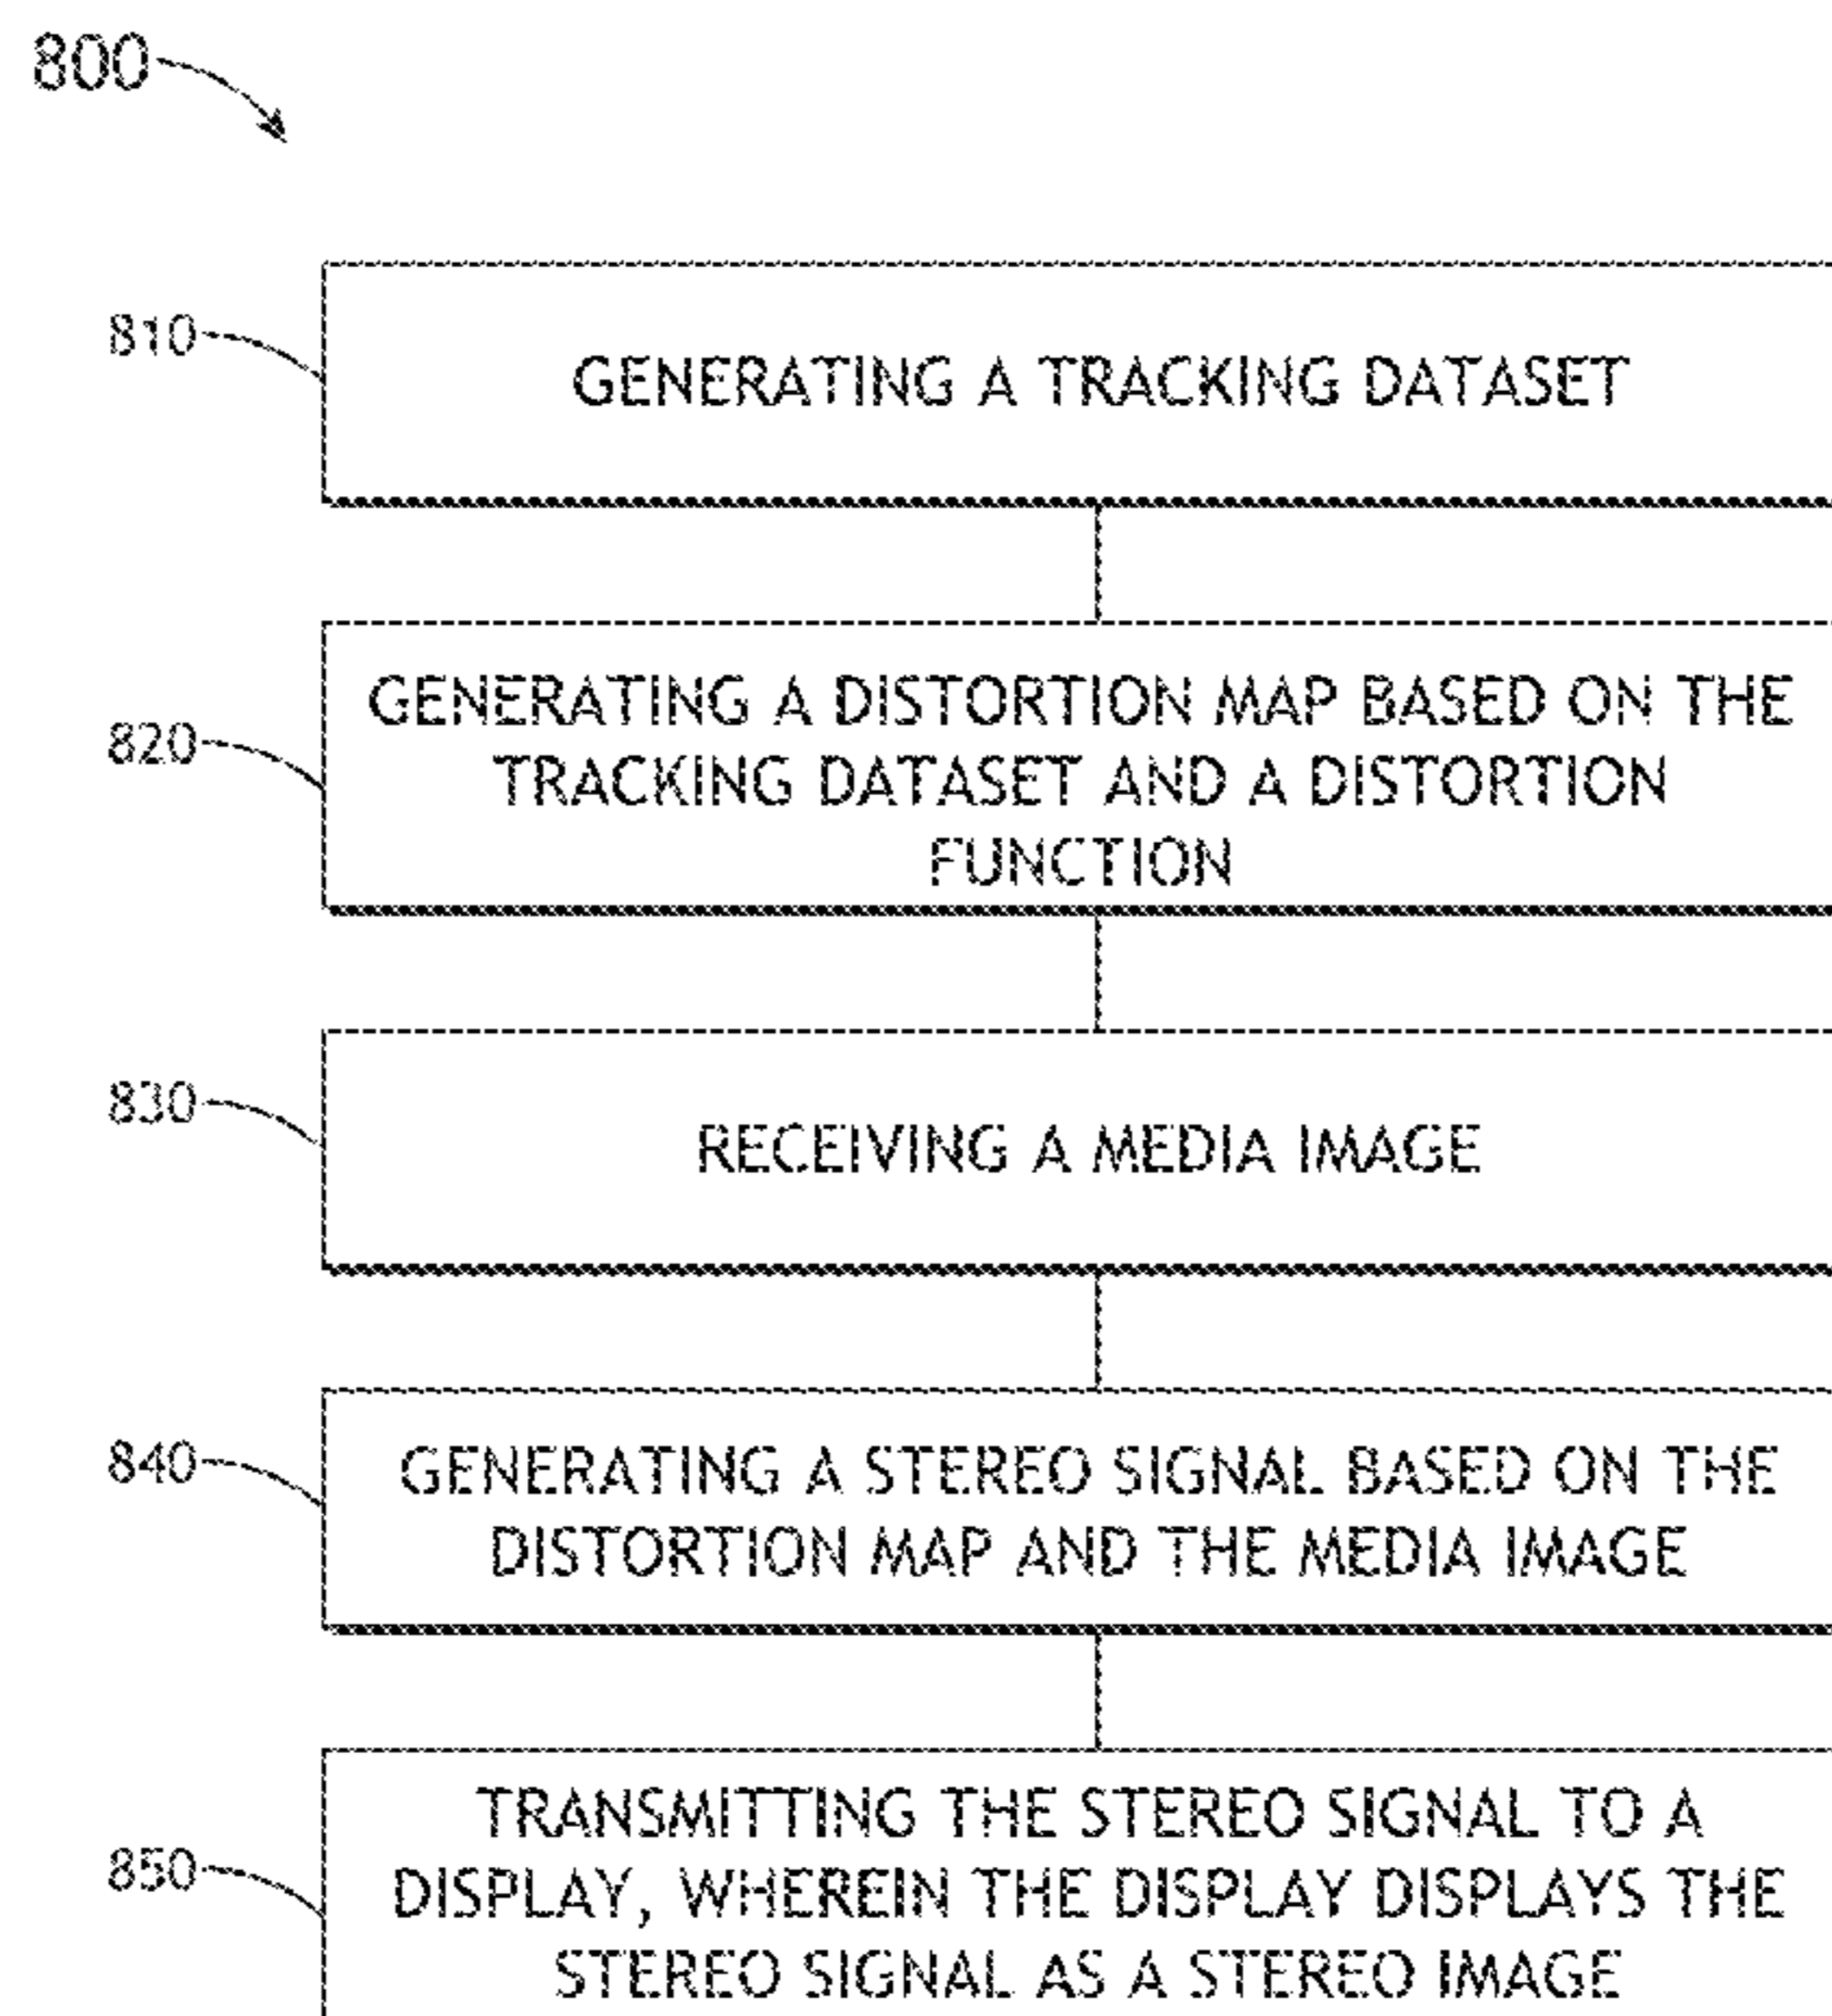 800
810
GENERATING A TRACKING DATASET
820
GENERATING A DISTORTION MAP BASED ON THE
TRACKING DATASET AND A DISTORTION
FUNCTION
830
RECEIVING A MEDIA IMAGE
840
GENERATING A STEREO SIGNAL BASED ON THE
DISTORTION MAP AND THE MEDIA IMAGE
850
TRANSMITTING THE STEREO SIGNAL TO A
DISPLAY, WHEREIN THE DISPLAY DISPLAYS THE
STEREO SIGNAL AS A STEREO IMAGE